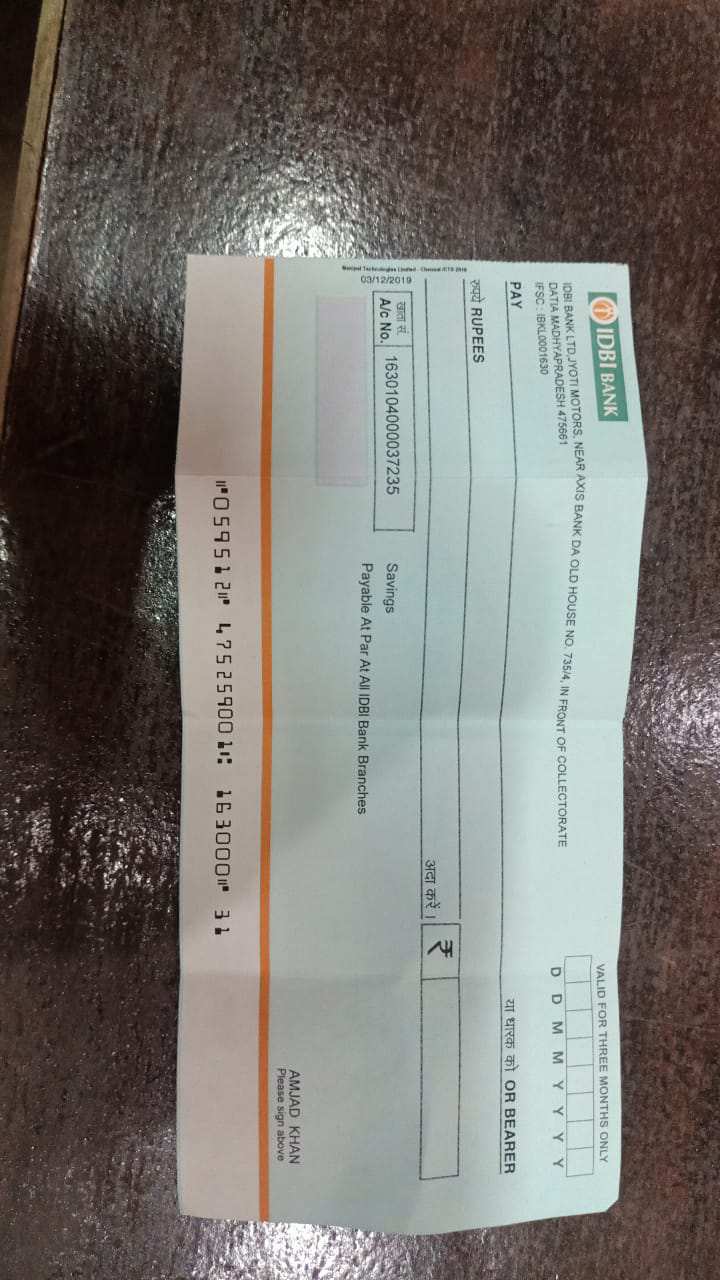 IDBI BANK
IDBI BANK LTD,JYOTI MOTORS, NEAR AXIS BANK DA OLD HOUSE NO. 735/4, IN FRONT OF COLLECTORATE
DATIA MADHYAPRADESH 475661
IFSC : IBKL0001630
VALID FOR THREE MONTHS ONLY
D D M M Y Y Y Y
PAY
या धारक को OR BEARER
रुपये RUPEES
अदा करें ।
₹
खाता सं.
A/c No. 1630104000037235
Savings
Payable At Par At All IDBI Bank Branches
Manipal Technologies Limited - Chennai /CTS 2010
03/12/2019
AMJAD KHAN
Please sign above
⑈059512⑈ 475259001⑆ 163000⑈ 31